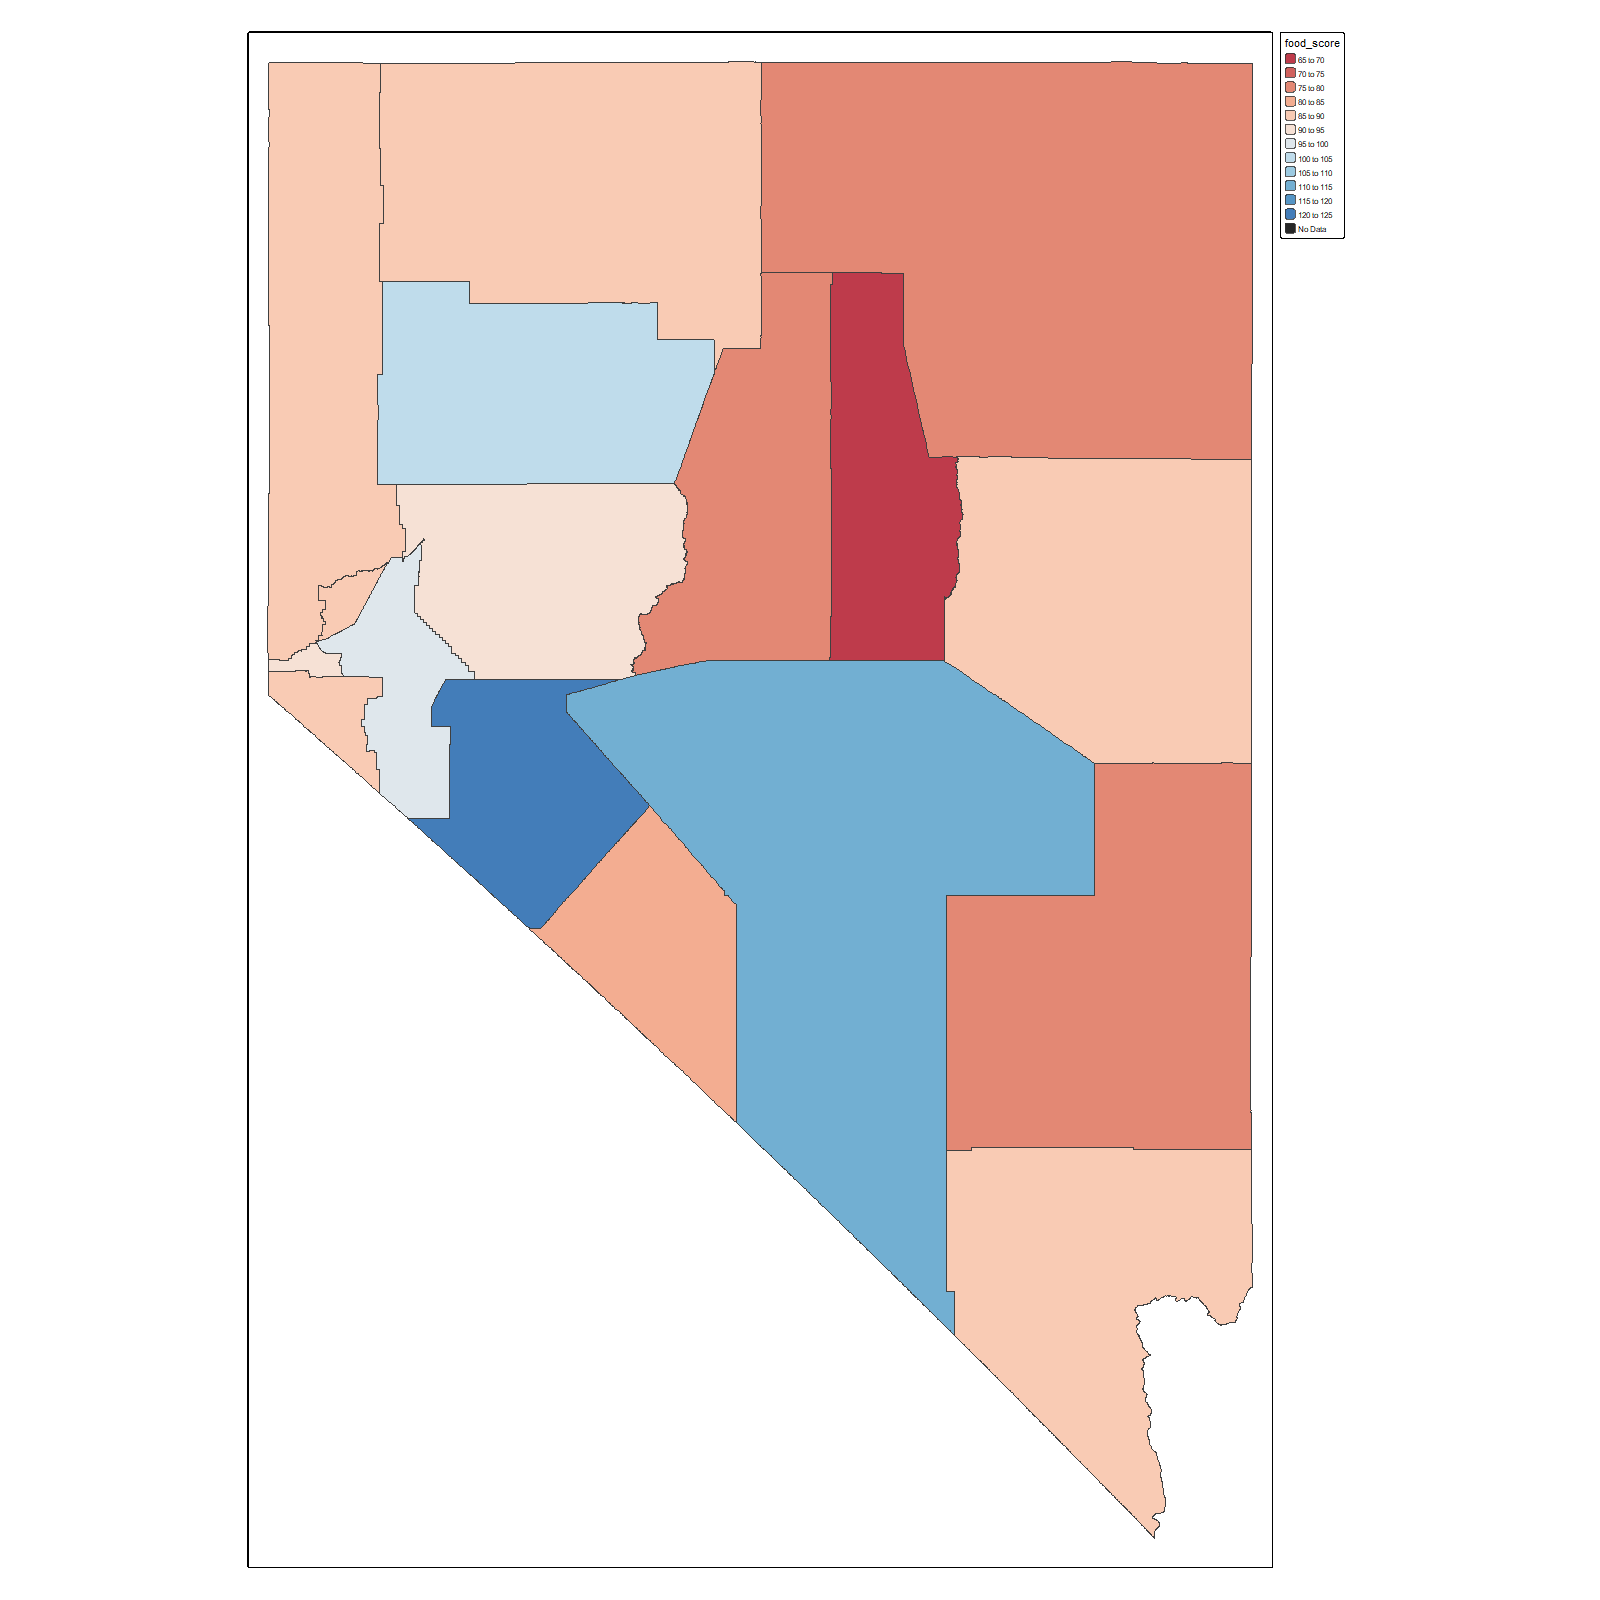 food_score
65 to 70
70 to 75
75 to 80
80 to 85
85 to 90
90 to 95
95 to 100
100 to 105
105 to 110
110 to 115
115 to 120
120 to 125
No Data